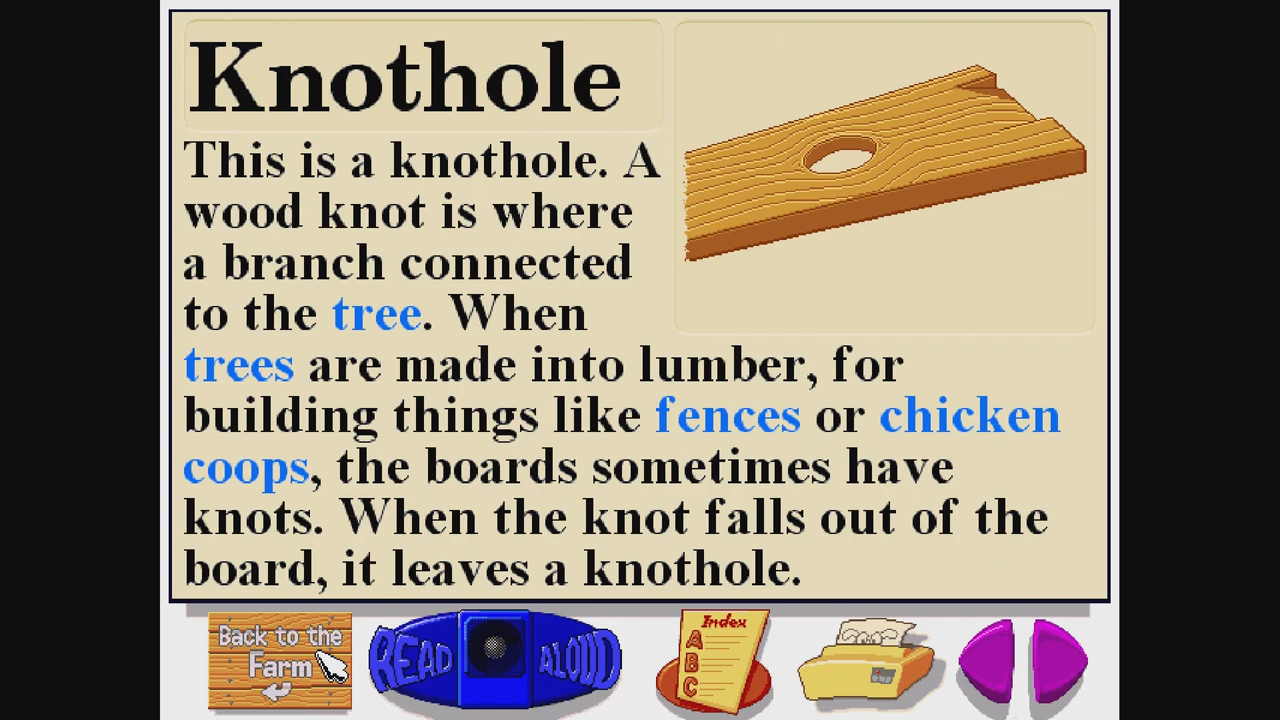 Knothole
This is a knothole. A
wood knot is where
a branch connected
to the tree. When
trees are made into lumber, for
building things like fences or chicken
coops, the boards sometimes have
knots. When the knot falls out of the
board, it leaves a knothole.
Back to the
Farm
READ ALOUD
Index
A
B
C